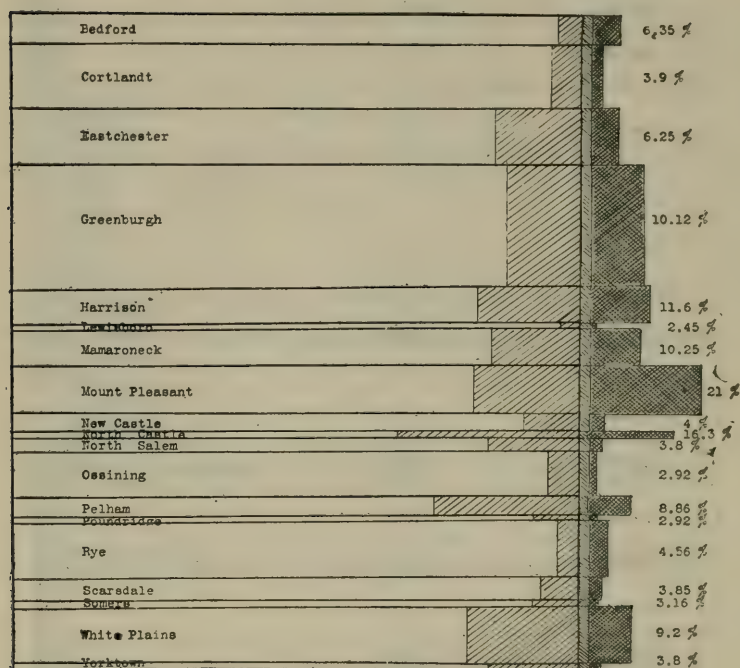 Bedford 6.35 %
Cortlandt 3.9 %
Eastchester 6.25 %
Greenburgh 10.12 %
Harrison 11.6 %
Lewisboro 2.45 %
Mamaroneck 10.25 %
Mount Pleasant 21 %
New Castle 4 %
North Castle 16.3 %
North Salem 3.8 %
Ossining 2.92 %
Pelham 8.86 %
Poundridge 2.92 %
Rye 4.56 %
Scarsdale 3.85 %
Somers 3.16 %
White Plains 9.2 %
Yorktown 3.8 %